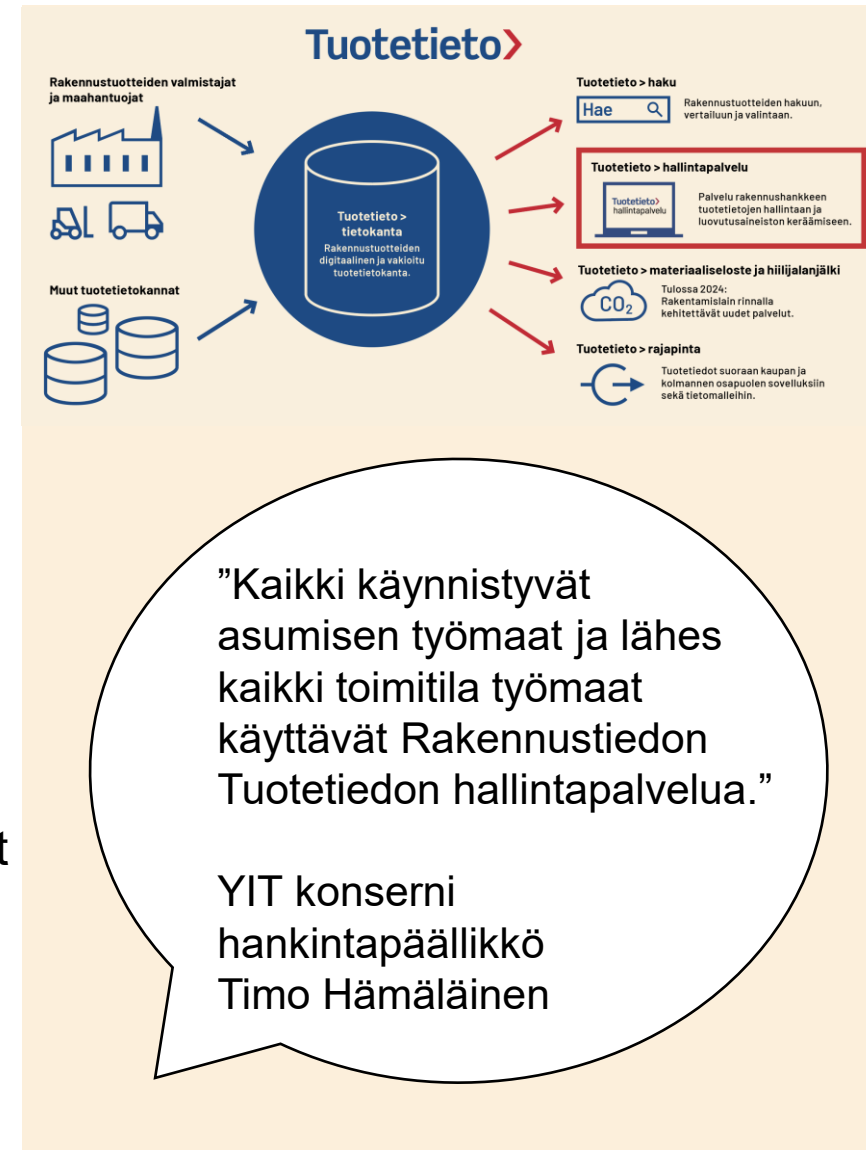 Tuotetieto>
Rakennustuotteiden valmistajat
ja maahantuojat
Muut tuotetietokannat
Tuotetieto >
tietokanta
Rakennustuotteiden
digitaalinen ja vakioitu
tuotetietokanta.
Tuotetieto > haku
Hae
Rakennustuotteiden hakuun,
vertailuun ja valintaan.
Tuotetieto > hallintapalvelu
Tuotetieto>
hallintapalvelu
Palvelu rakennushankkeen
tuotetietojen hallintaan ja
luovutusaineiston keräämiseen.
Tuotetieto > materiaaliseloste ja hiilijalanjälki
CO₂
Tulossa 2024:
Rakentamislain rinnalla
kehitettävät uudet palvelut.
Tuotetieto > rajapinta
Tuotetiedot suoraan kaupan ja
kolmannen osapuolen sovelluksiin
sekä tietomalleihin.
”Kaikki käynnistyvät
asumisen työmaat ja lähes
kaikki toimitila työmaat
käyttävät Rakennustiedon
Tuotetiedon hallintapalvelua.”
YIT konserni
hankintapäällikkö
Timo Hämäläinen
t